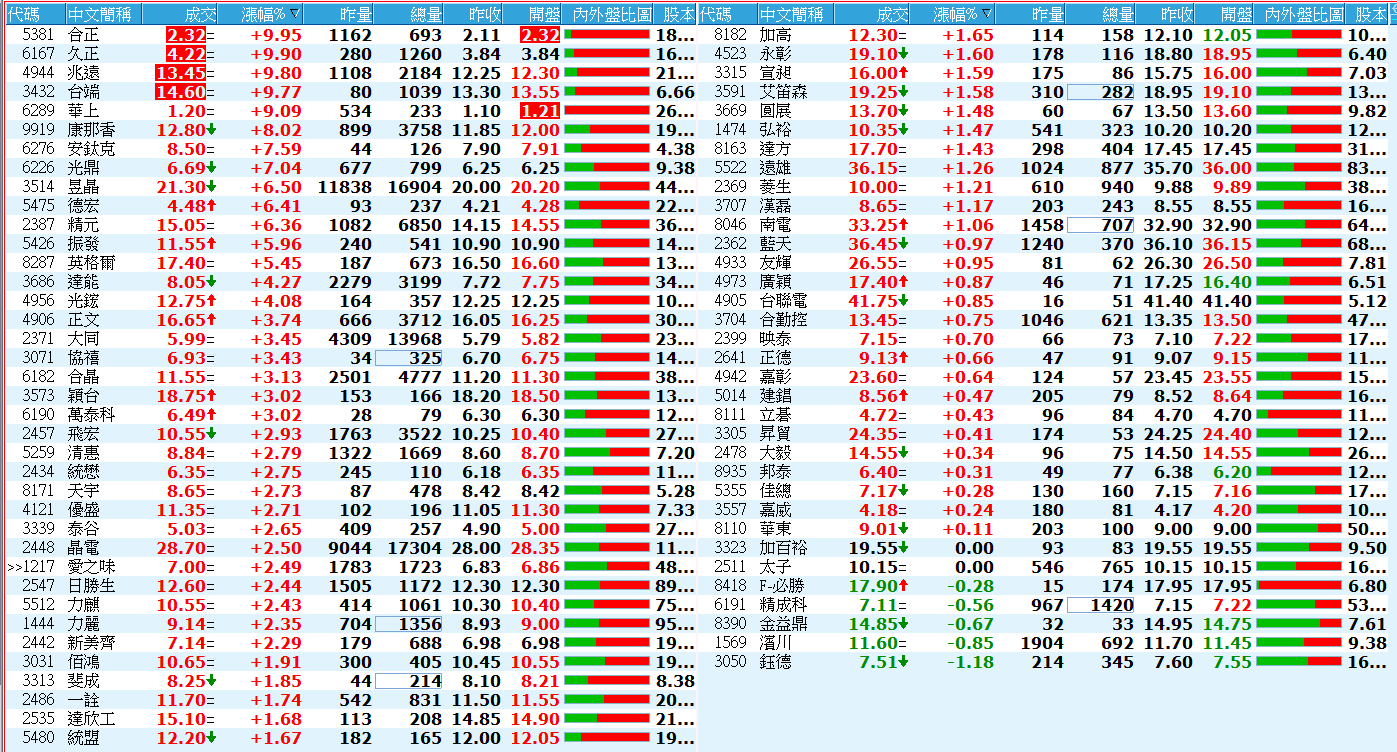 代碼 中文簡稱 成交 漲幅%▽ 昨量 總量 昨收 開盤 內外盤比圖 股本
5381 合正 2.32= +9.95 1162 693 2.11 2.32 18...
6167 久正 4.22= +9.90 280 1260 3.84 3.84 16...
4944 兆遠 13.45= +9.80 1108 2184 12.25 12.30 21...
3432 台端 14.60= +9.77 80 1039 13.30 13.55 6.66
6289 華上 1.20= +9.09 534 233 1.10 1.21 26...
9919 康那香 12.80↓ +8.02 899 3758 11.85 12.00 19...
6276 安鈦克 8.50= +7.59 44 126 7.90 7.91 4.38
6226 光鼎 6.69↓ +7.04 677 799 6.25 6.25 9.38
3514 昱晶 21.30↓ +6.50 11838 16904 20.00 20.20 44...
5475 德宏 4.48↑ +6.41 93 237 4.21 4.28 22...
2387 精元 15.05= +6.36 1082 6850 14.15 14.55 36...
5426 振發 11.55↑ +5.96 240 541 10.90 10.90 14...
8287 英格爾 17.40= +5.45 187 673 16.50 16.60 13...
3686 達能 8.05↓ +4.27 2279 3199 7.72 7.75 34...
4956 光鋐 12.75↑ +4.08 164 357 12.25 12.25 10...
4906 正文 16.65↑ +3.74 666 3712 16.05 16.25 30...
2371 大同 5.99= +3.45 4309 13968 5.79 5.82 23...
3071 協禧 6.93= +3.43 34 325 6.70 6.75 14...
6182 合晶 11.55= +3.13 2501 4777 11.20 11.30 38...
3573 穎台 18.75↑ +3.02 153 166 18.20 18.50 13...
6190 萬泰科 6.49↑ +3.02 28 79 6.30 6.30 12...
2457 飛宏 10.55↓ +2.93 1763 3522 10.25 10.40 27...
5259 清惠 8.84= +2.79 1322 1669 8.60 8.70 7.20
2434 統懋 6.35= +2.75 245 110 6.18 6.35 11...
8171 天宇 8.65= +2.73 87 478 8.42 8.42 5.28
4121 優盛 11.35= +2.71 102 196 11.05 11.30 7.33
3339 泰谷 5.03= +2.65 409 257 4.90 5.00 27...
2448 晶電 28.70= +2.50 9044 17304 28.00 28.35 11...
>>1217 愛之味 7.00= +2.49 1783 1723 6.83 6.86 48...
2547 日勝生 12.60= +2.44 1505 1172 12.30 12.30 89...
5512 力麒 10.55= +2.43 414 1061 10.30 10.40 75...
1444 力麗 9.14= +2.35 704 1356 8.93 9.00 95...
2442 新美齊 7.14= +2.29 179 688 6.98 6.98 19...
3031 佰鴻 10.65= +1.91 300 405 10.45 10.55 19...
3313 斐成 8.25↓ +1.85 44 214 8.10 8.21 8.38
2486 一詮 11.70= +1.74 542 831 11.50 11.55 20...
2535 達欣工 15.10= +1.68 113 208 14.85 14.90 21...
5480 統盟 12.20↓ +1.67 182 165 12.00 12.05 19...
代碼 中文簡稱 成交 漲幅%▽ 昨量 總量 昨收 開盤 內外盤比圖 股本
8182 加高 12.30= +1.65 114 158 12.10 12.05 10...
4523 永彰 19.10↓ +1.60 178 116 18.80 18.95 6.40
3315 宣昶 16.00↑ +1.59 175 86 15.75 16.00 7.03
3591 艾笛森 19.25↓ +1.58 310 282 18.95 19.10 13...
3669 圓展 13.70↓ +1.48 60 67 13.50 13.60 9.82
1474 弘裕 10.35↓ +1.47 541 323 10.20 10.20 12...
8163 達方 17.70= +1.43 298 404 17.45 17.45 31...
5522 遠雄 36.15= +1.26 1024 877 35.70 36.00 83...
2369 菱生 10.00= +1.21 610 940 9.88 9.89 38...
3707 漢磊 8.65= +1.17 203 243 8.55 8.55 16...
8046 南電 33.25↑ +1.06 1458 707 32.90 32.90 64...
2362 藍天 36.45↓ +0.97 1240 370 36.10 36.15 68...
4933 友輝 26.55= +0.95 81 62 26.30 26.50 7.81
4973 廣穎 17.40↑ +0.87 46 71 17.25 16.40 6.51
4905 台聯電 41.75↓ +0.85 16 51 41.40 41.40 5.12
3704 合勤控 13.45= +0.75 1046 621 13.35 13.50 47...
2399 映泰 7.15= +0.70 66 73 7.10 7.22 17...
2641 正德 9.13↑ +0.66 47 91 9.07 9.15 11...
4942 嘉彰 23.60= +0.64 124 57 23.45 23.55 15...
5014 建錩 8.56↑ +0.47 205 79 8.52 8.64 16...
8111 立碁 4.72= +0.43 96 84 4.70 4.70 11...
3305 昇貿 24.35= +0.41 174 53 24.25 24.40 12...
2478 大毅 14.55↓ +0.34 96 75 14.50 14.55 26...
8935 邦泰 6.40= +0.31 49 77 6.38 6.20 12...
5355 佳總 7.17↓ +0.28 130 160 7.15 7.16 17...
3557 嘉威 4.18= +0.24 180 81 4.17 4.20 10...
8110 華東 9.01↓ +0.11 203 100 9.00 9.00 50...
3323 加百裕 19.55↓ 0.00 93 83 19.55 19.55 9.50
2511 太子 10.15= 0.00 546 765 10.15 10.15 16...
8418 F-必勝 17.90↑ -0.28 15 174 17.95 17.95 6.80
6191 精成科 7.11= -0.56 967 1420 7.15 7.22 53...
8390 金益鼎 14.85↓ -0.67 32 33 14.95 14.75 7.61
1569 濱川 11.60= -0.85 1904 692 11.70 11.45 9.38
3050 鈺德 7.51↓ -1.18 214 345 7.60 7.55 16...